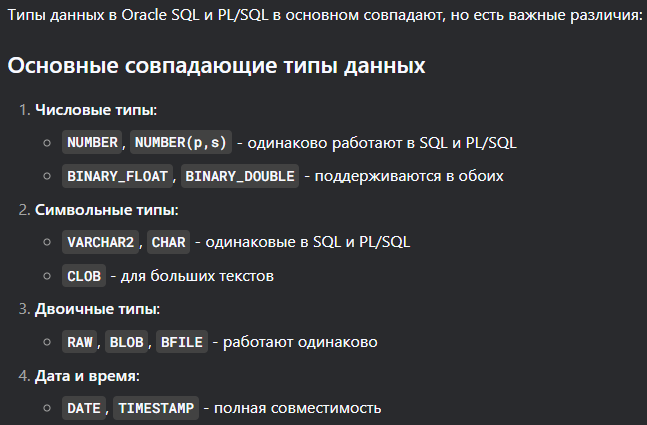 Типы данных в Oracle SQL и PL/SQL в основном совпадают, но есть важные различия:
Основные совпадающие типы данных
1. Числовые типы:
NUMBER, NUMBER(p,s) - одинаково работают в SQL и PL/SQL
BINARY_FLOAT, BINARY_DOUBLE - поддерживаются в обоих
2. Символьные типы:
VARCHAR2, CHAR - одинаковые в SQL и PL/SQL
CLOB - для больших текстов
3. Двоичные типы:
RAW, BLOB, BFILE - работают одинаково
4. Дата и время:
DATE, TIMESTAMP - полная совместимость